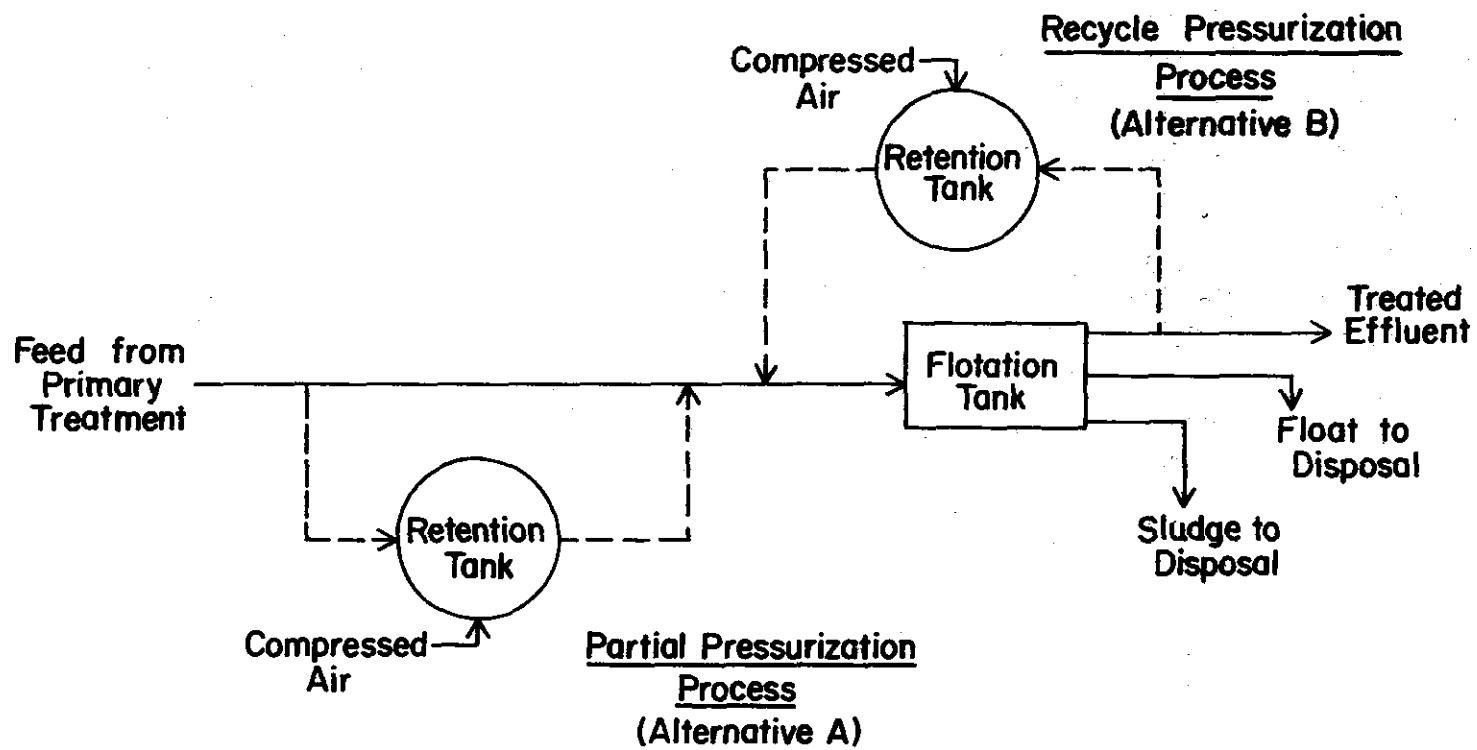 Recycle Pressurization
Process
(Alternative B)
Compressed
Air
Retention
Tank
Treated
Effluent
Feed from
Primary
Treatment
Flotation
Tank
Float to
Disposal
Sludge to
Disposal
Retention
Tank
Compressed
Air
Partial Pressurization
Process
(Alternative A)